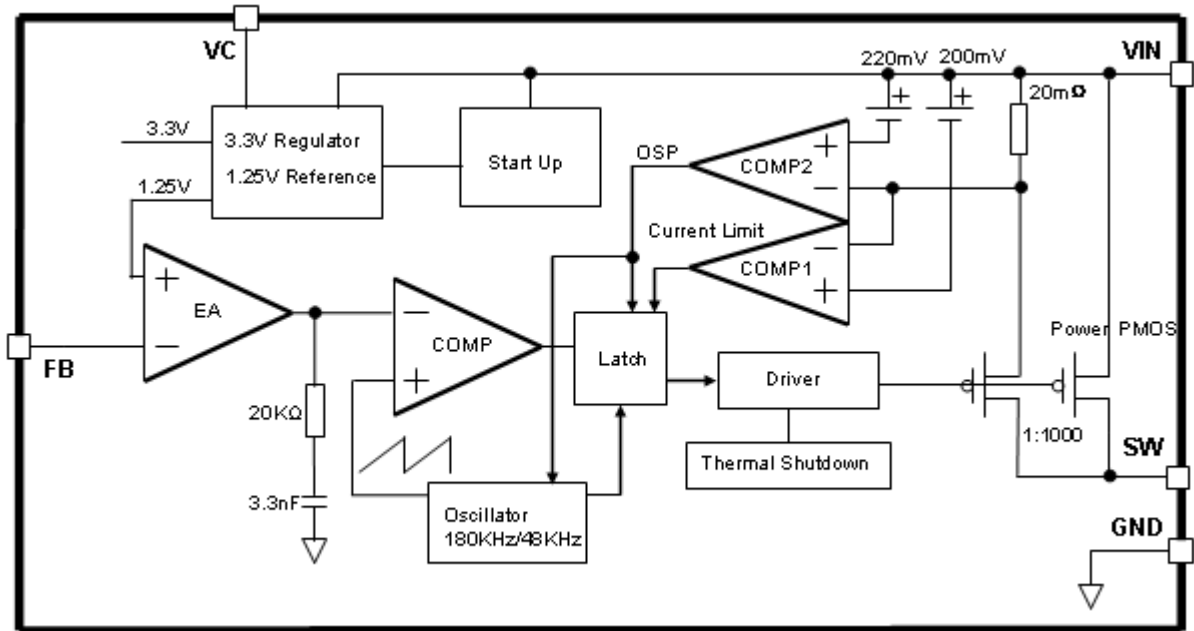 VC
220mV 200mV
VIN
20mΩ
3.3V
3.3V Regulator
1.25V Reference
1.25V
Start Up
OSP
+
+
+
COMP2
−
Current Limit
−
COMP1
+
+
EA
−
FB
−
COMP
+
Latch
Driver
Power PMOS
1:1000
SW
Thermal Shutdown
20KΩ
3.3nF
Oscillator
180KHz/48KHz
GND